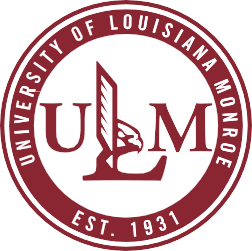 UNIVERSITY OF LOUISIANA MONROE
ULM
EST. 1931